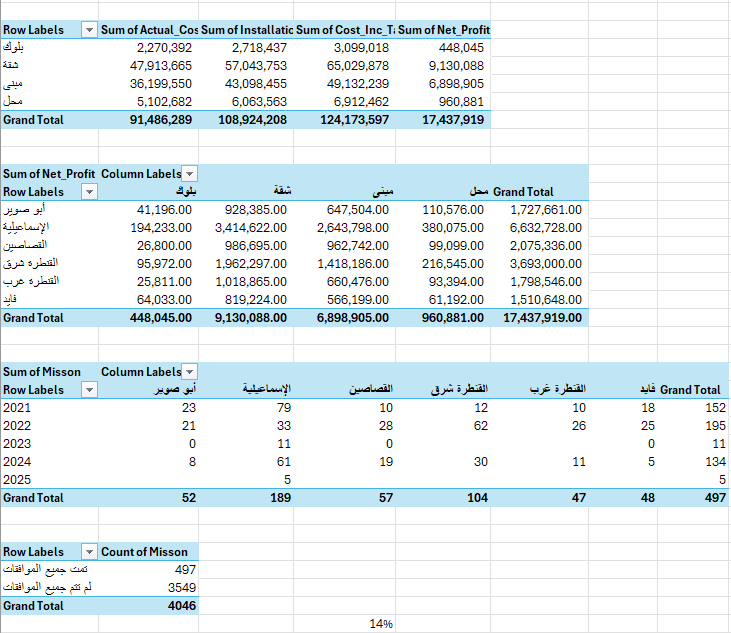 Row Labels Sum of Actual_Cos Sum of Installatic Sum of Cost_Inc_Ta Sum of Net_Profit
بلوك 2,270,392 2,718,437 3,099,018 448,045
شقة 47,913,665 57,043,753 65,029,878 9,130,088
مبنى 36,199,550 43,098,455 49,132,239 6,898,905
محل 5,102,682 6,063,563 6,912,462 960,881
Grand Total 91,486,289 108,924,208 124,173,597 17,437,919
Sum of Net_Profit Column Labels
Row Labels بلوك شقة مبنى محل Grand Total
أبو صوير 41,196.00 928,385.00 647,504.00 110,576.00 1,727,661.00
الإسماعيلية 194,233.00 3,414,622.00 2,643,798.00 380,075.00 6,632,728.00
القصاصين 26,800.00 986,695.00 962,742.00 99,099.00 2,075,336.00
القنطرة شرق 95,972.00 1,962,297.00 1,418,186.00 216,545.00 3,693,000.00
القنطرة غرب 25,811.00 1,018,865.00 660,476.00 93,394.00 1,798,546.00
فايد 64,033.00 819,224.00 566,199.00 61,192.00 1,510,648.00
Grand Total 448,045.00 9,130,088.00 6,898,905.00 960,881.00 17,437,919.00
Sum of Misson Column Labels
Row Labels أبو صوير الإسماعيلية القصاصين القنطرة شرق القنطرة غرب فايد Grand Total
2021 23 79 10 12 10 18 152
2022 21 33 28 62 26 25 195
2023 0 11 0 0 11
2024 8 61 19 30 11 5 134
2025 5 5
Grand Total 52 189 57 104 47 48 497
Row Labels Count of Misson
تمت جميع الموافقات 497
لم تتم جميع الموافقات 3549
Grand Total 4046
14%